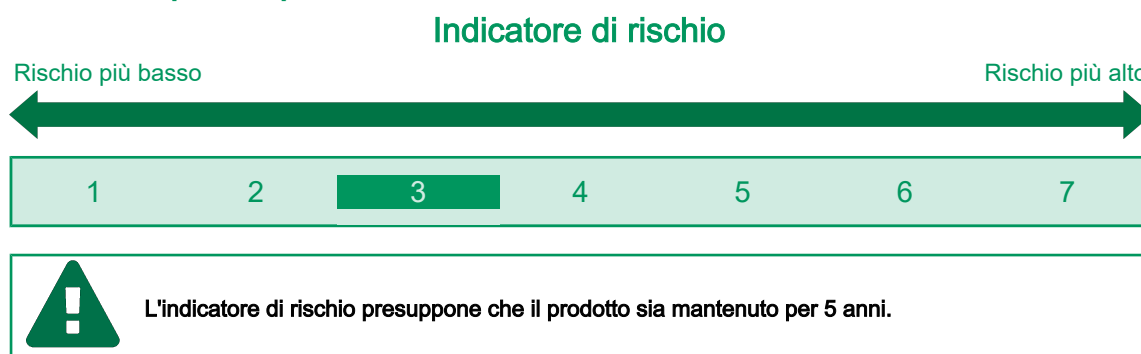 Indicatore di rischio
Rischio più basso Rischio più alto
1 2 3 4 5 6 7
L'indicatore di rischio presuppone che il prodotto sia mantenuto per 5 anni.